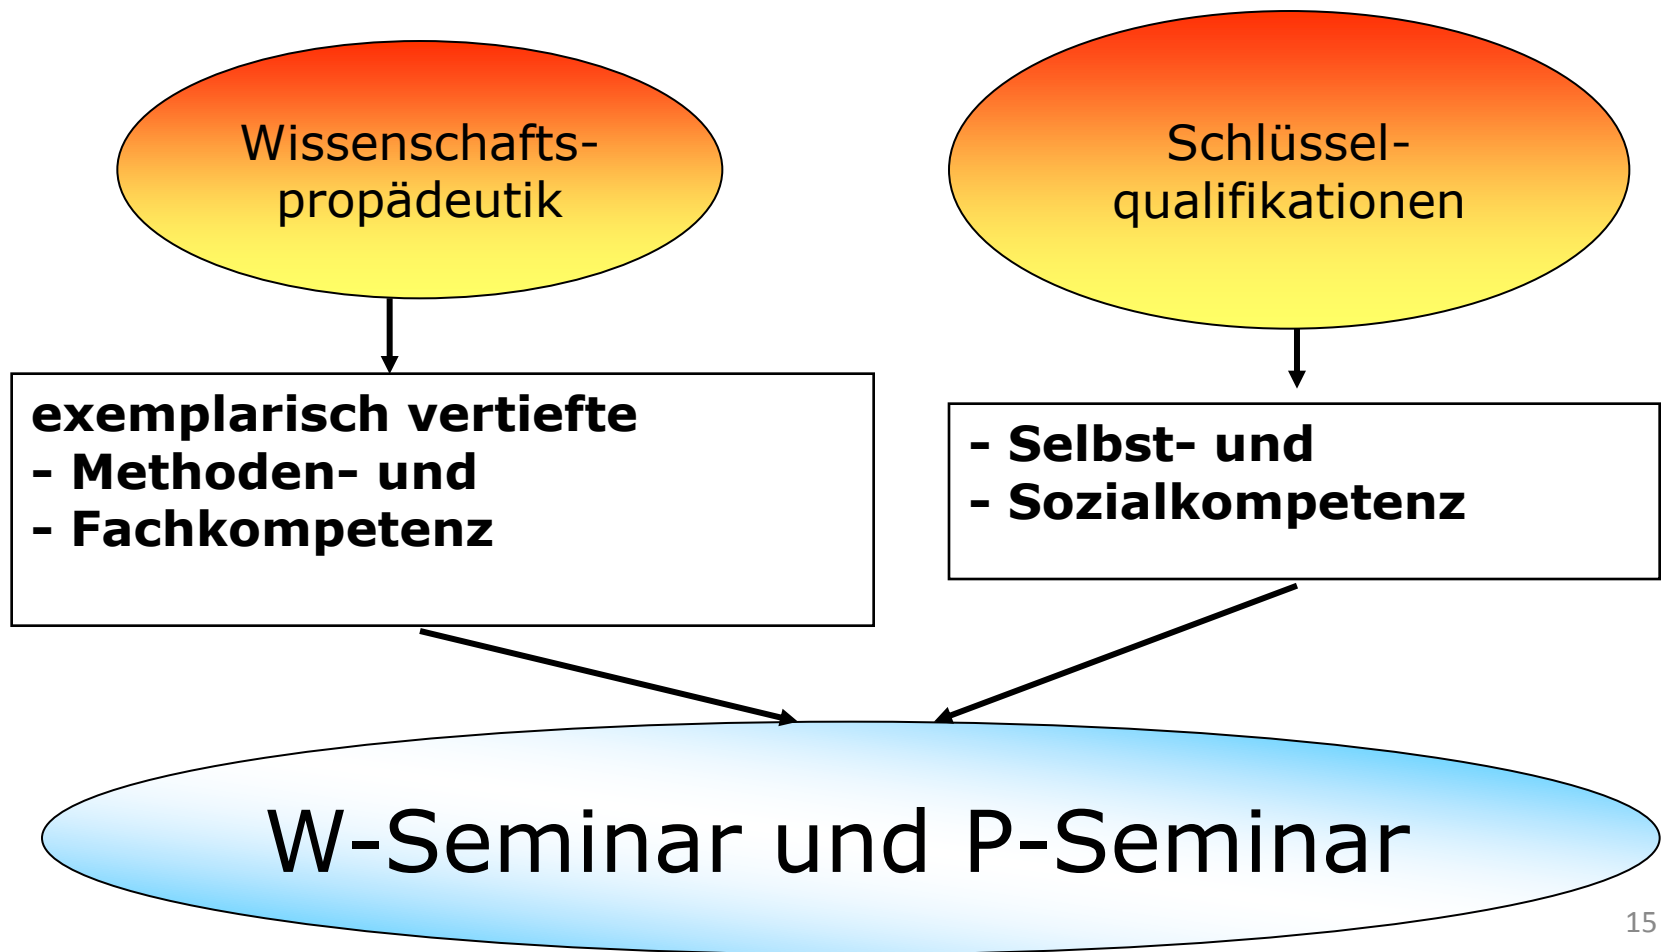 Wissenschafts-
propädeutik
Schlüssel-
qualifikationen
exemplarisch vertiefte
- Methoden- und
- Fachkompetenz
- Selbst- und
- Sozialkompetenz
W-Seminar und P-Seminar
15